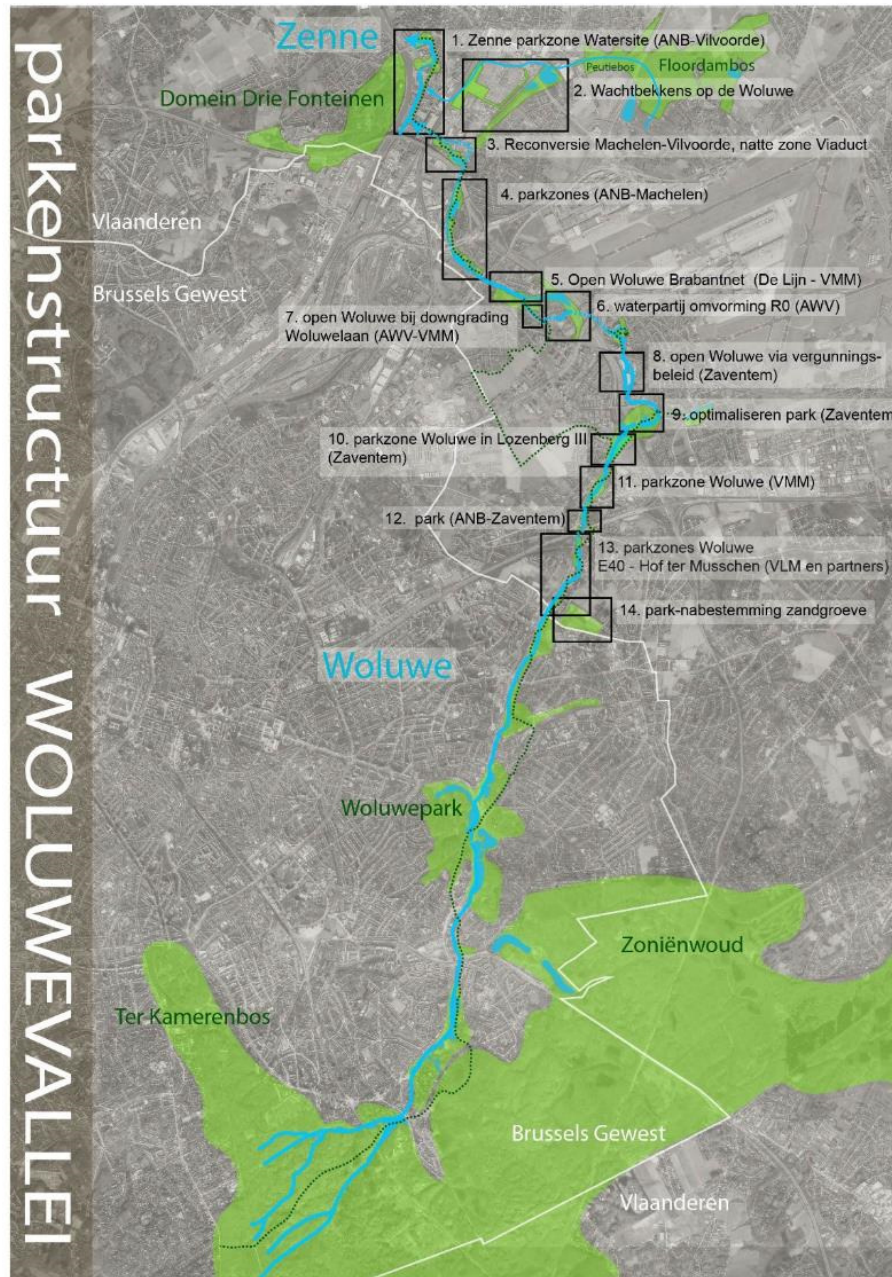 parkenstructuur WOLUWEVALLEI
Zenne
1. Zenne parkzone Watersite (ANB-Vilvoorde)
Peutiebos
Floordambos
Domein Drie Fonteinen
2. Wachtbekkens op de Woluwe
3. Reconversie Machelen-Vilvoorde, natte zone Viaduct
4. parkzones (ANB-Machelen)
Vlaanderen
Brussels Gewest
5. Open Woluwe Brabantnet (De Lijn - VMM)
6. waterpartij omvorming R0 (AWV)
7. open Woluwe bij downgrading
Woluwelaan (AWV-VMM)
8. open Woluwe via vergunnings-
beleid (Zaventem)
9. optimaliseren park (Zaventem
10. parkzone Woluwe in Lozenberg III
(Zaventem)
11. parkzone Woluwe (VMM)
12. park (ANB-Zaventem)
13. parkzones Woluwe
E40 - Hof ter Musschen (VLM en partners)
14. park-nabestemming zandgroeve
Woluwe
Woluwepark
Zoniënwoud
Ter Kamerenbos
Brussels Gewest
Vlaanderen